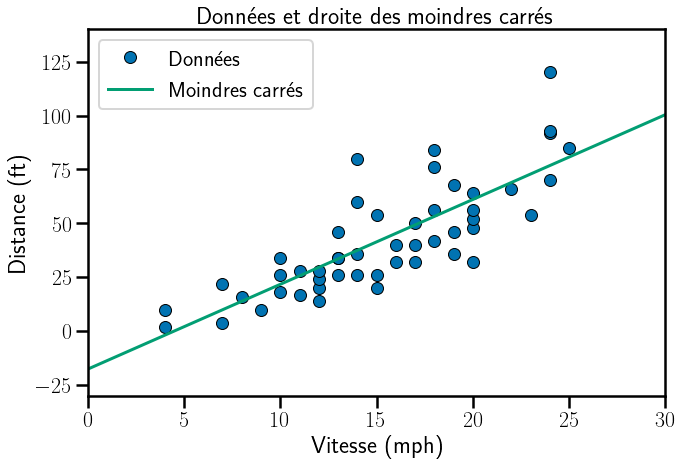 Données et droite des moindres carrés
Données
Moindres carrés
125
100
75
50
25
0
−25
0 5 10 15 20 25 30
Distance (ft)
Vitesse (mph)